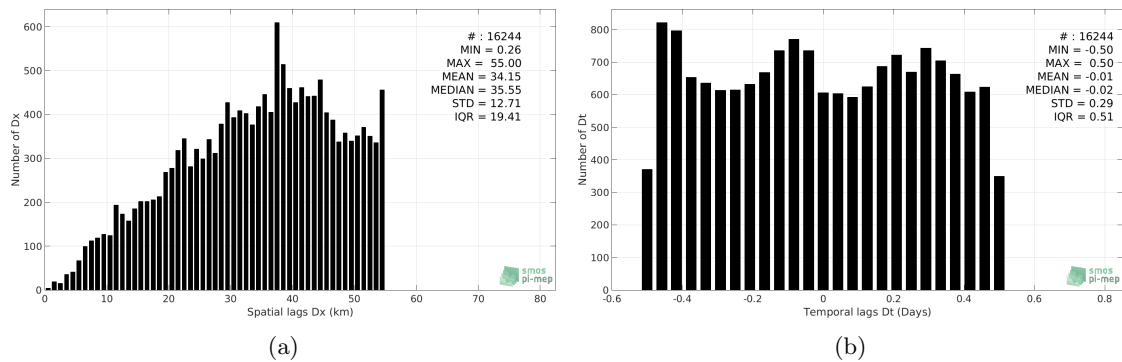 600
500
400
300
200
100
0
Number of Dx
# : 16244
MIN = 0.26
MAX = 55.00
MEAN = 34.15
MEDIAN = 35.55
STD = 12.71
IQR = 19.41
smos
pi-mep
0 10 20 30 40 50 60 70 80
Spatial lags Dx (km)
(a)
800
700
600
500
400
300
200
100
0
Number of Dt
# : 16244
MIN = -0.50
MAX = 0.50
MEAN = -0.01
MEDIAN = -0.02
STD = 0.29
IQR = 0.51
smos
pi-mep
-0.6 -0.4 -0.2 0 0.2 0.4 0.6 0.8
Temporal lags Dt (Days)
(b)